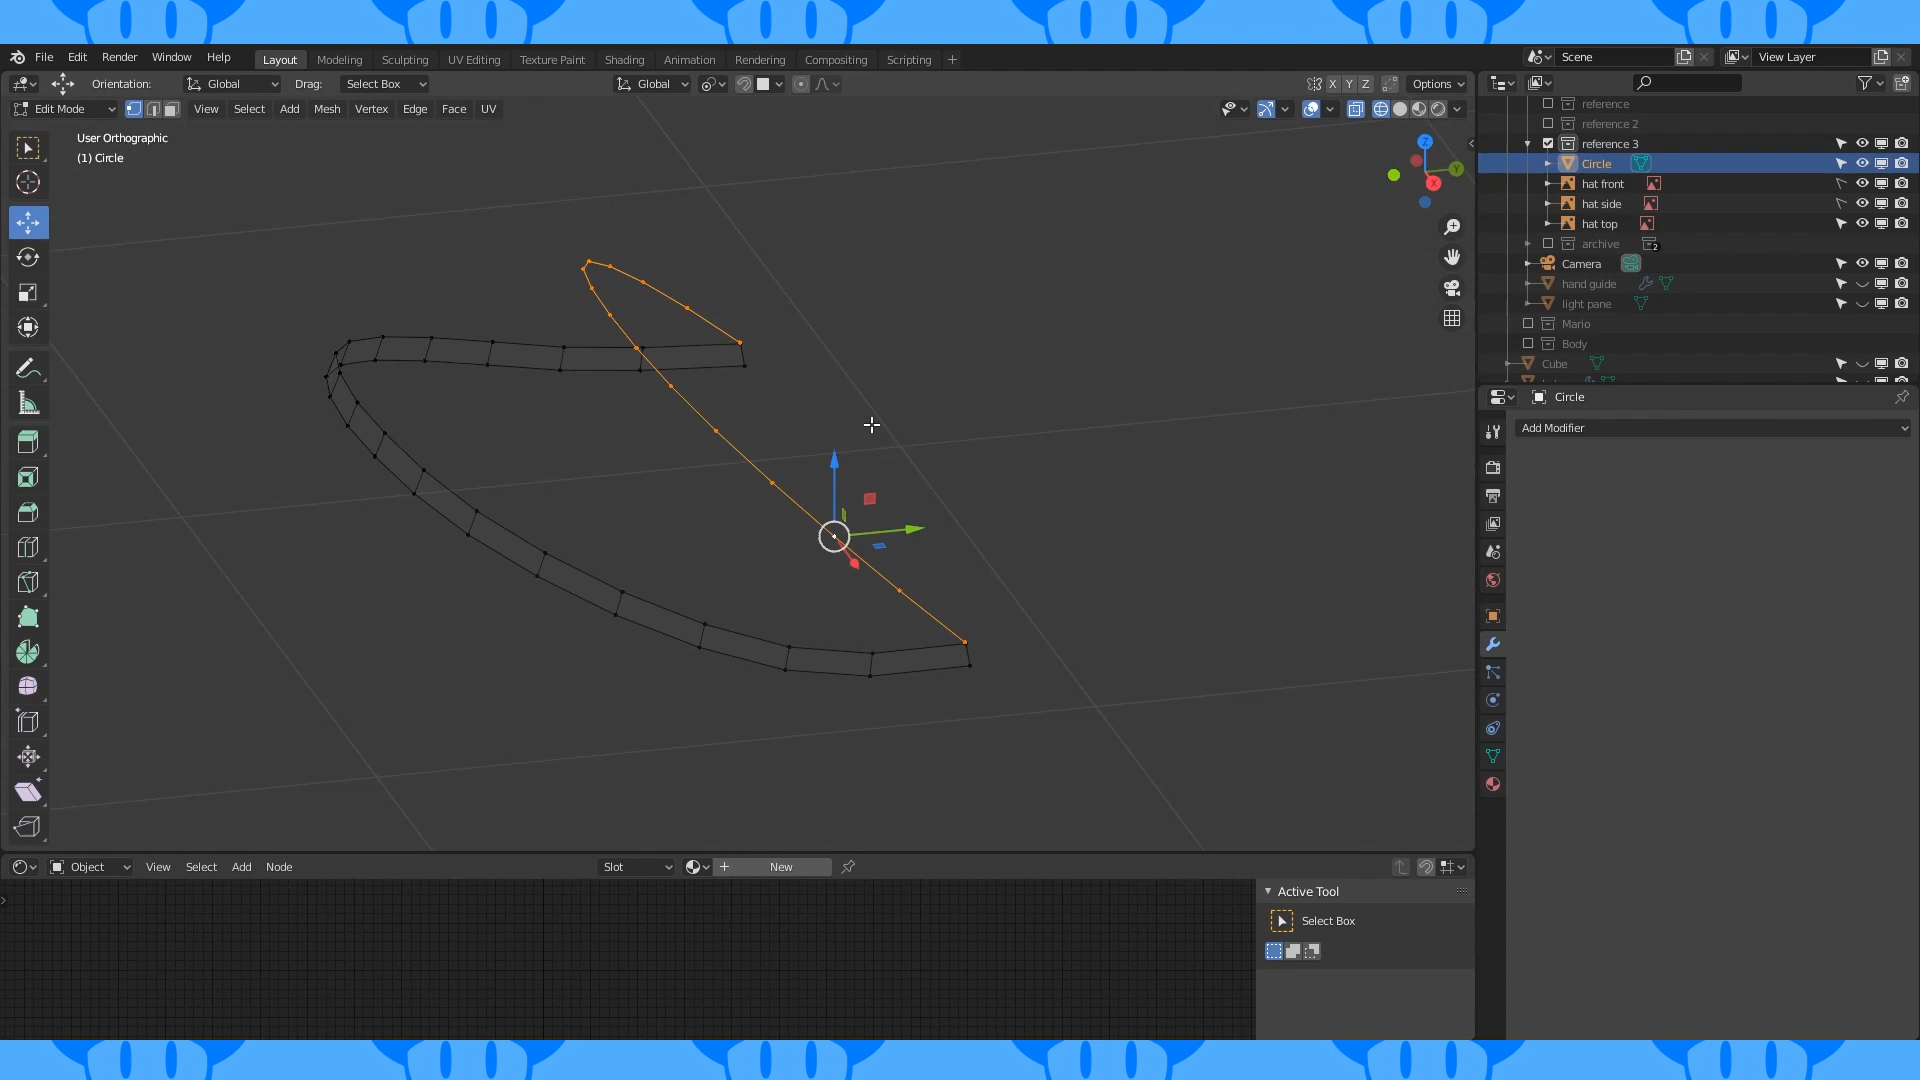 File Edit Render Window Help Layout Modeling Sculpting UV Editing Texture Paint Shading Animation Rendering Compositing Scripting + Scene View Layer
Orientation: Global Drag: Select Box Global X Y Z Options
Edit Mode View Select Add Mesh Vertex Edge Face UV
User Orthographic
(1) Circle
Z
Y
X
reference
reference 2
reference 3
Circle
hat front
hat side
hat top
archive 2
Camera
hand guide
light pane
Mario
Body
Cube
Circle
Add Modifier
Object View Select Add Node Slot New
Active Tool
Select Box